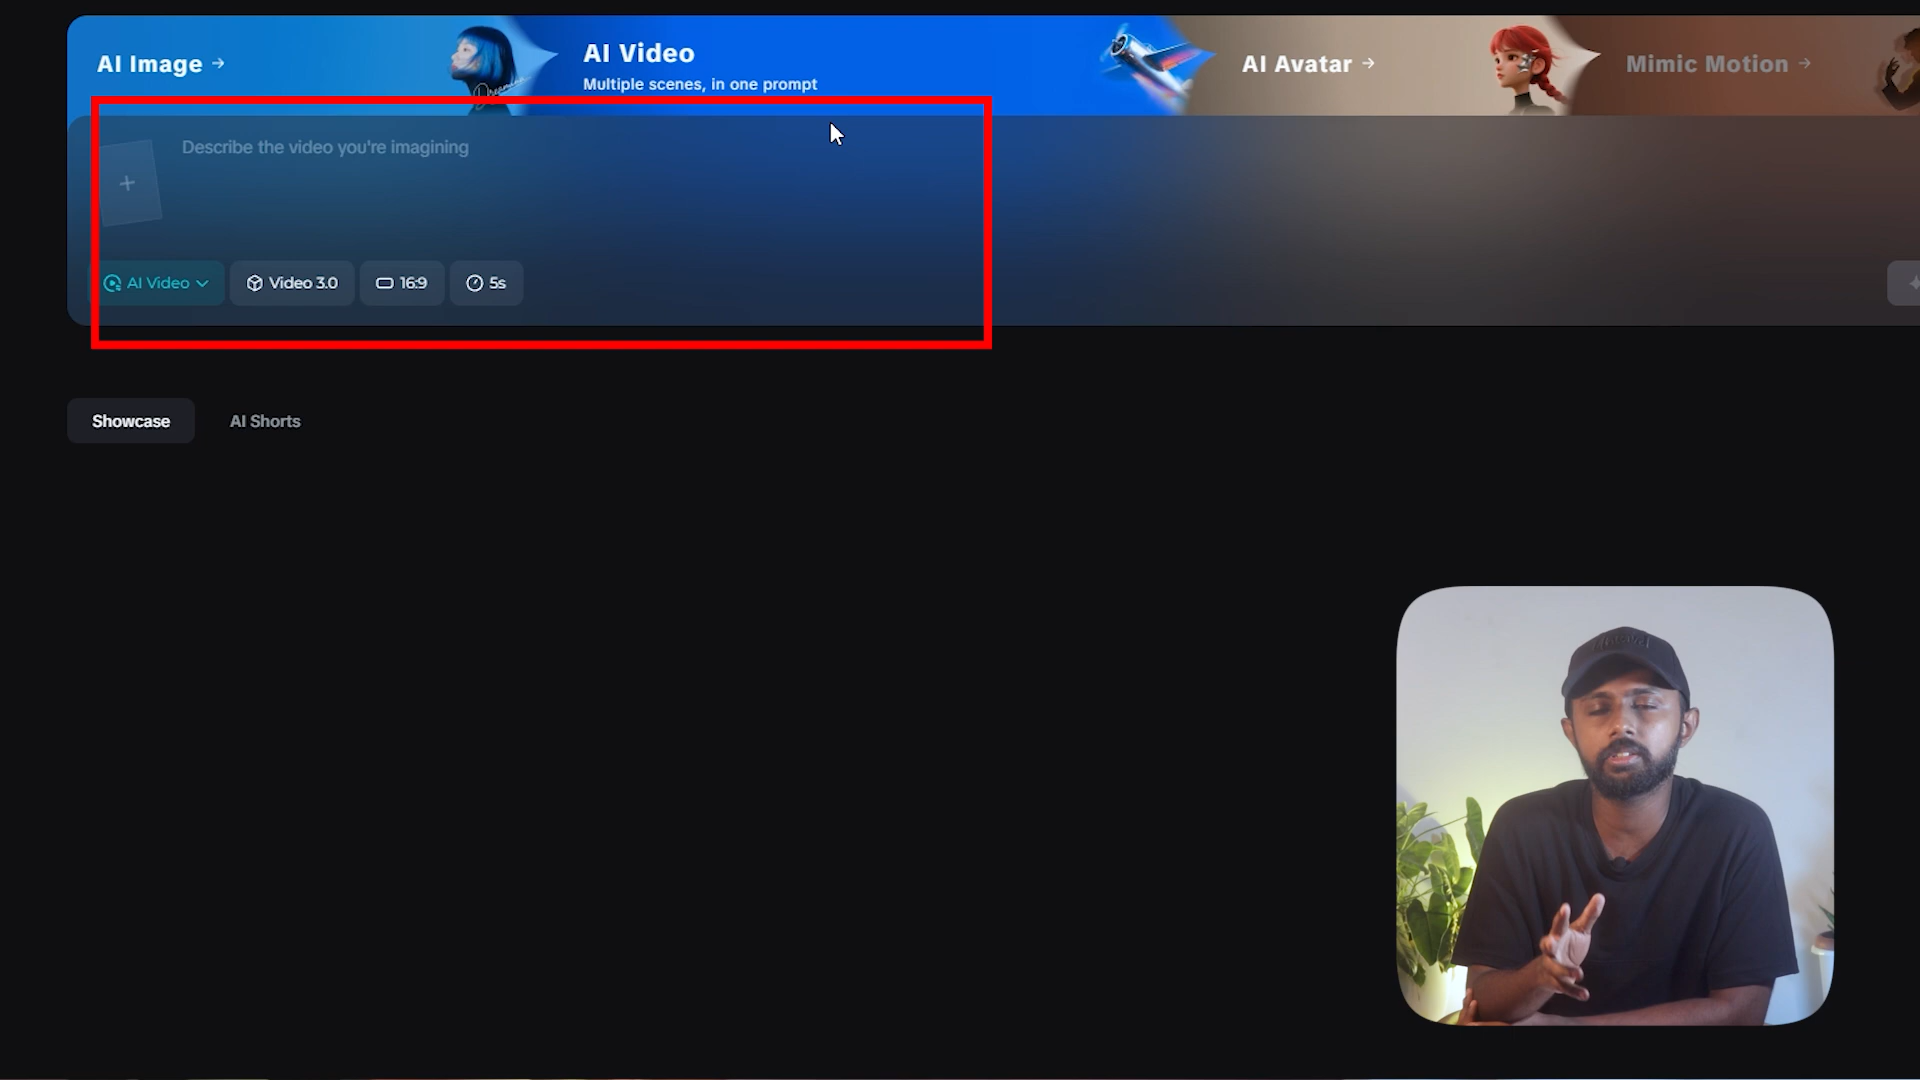 AI Image →
AI Video
Multiple scenes, in one prompt
AI Avatar →
Mimic Motion →
Dreamina
Describe the video you're imagining
AI Video
Video 3.0
16:9
5s
Showcase
AI Shorts